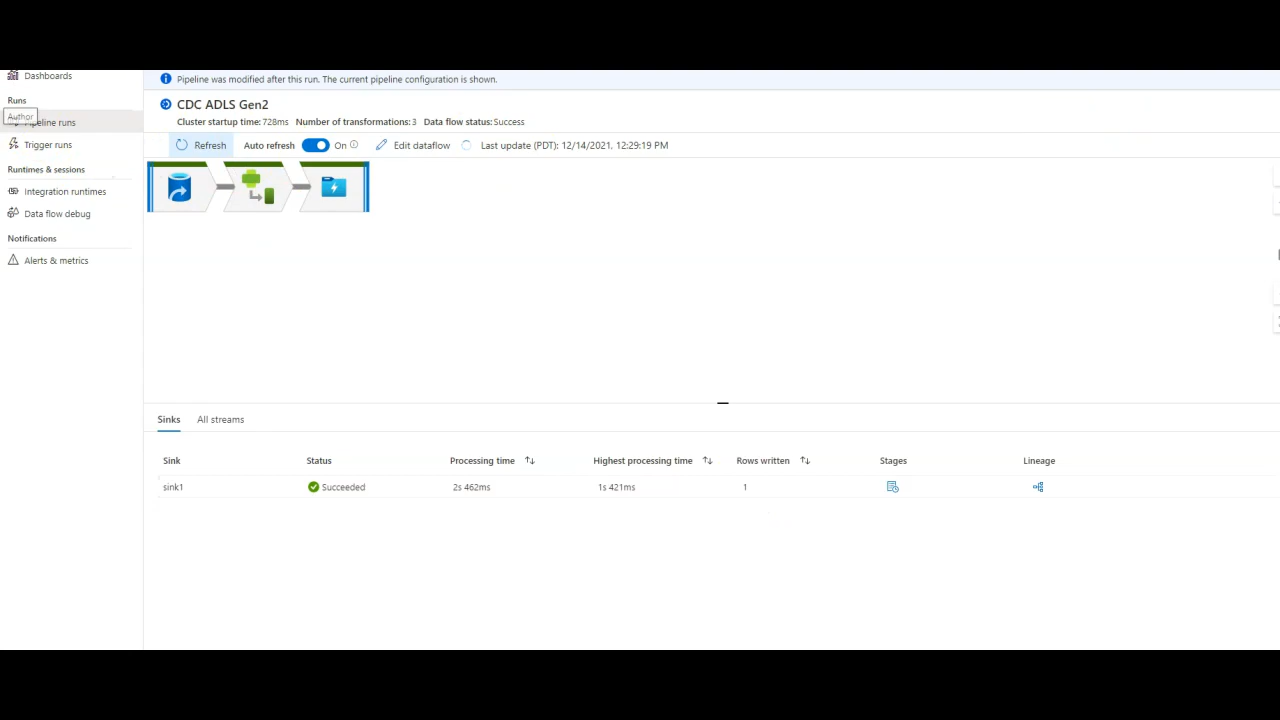 Dashboards
Pipeline was modified after this run. The current pipeline configuration is shown.
Runs
Author
Pipeline runs
CDC ADLS Gen2
Cluster startup time: 728ms Number of transformations: 3 Data flow status: Success
Trigger runs
Refresh Auto refresh On Edit dataflow Last update (PDT): 12/14/2021, 12:29:19 PM
Runtimes & sessions
Integration runtimes
Data flow debug
Notifications
Alerts & metrics
Sinks All streams
Sink Status Processing time Highest processing time Rows written Stages Lineage
sink1 Succeeded 2s 462ms 1s 421ms 1